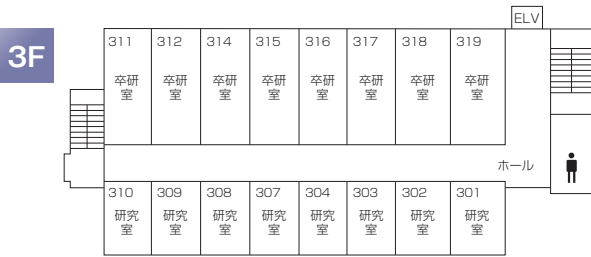 3F
ELV
311 312 314 315 316 317 318 319
卒研 卒研 卒研 卒研 卒研 卒研 卒研 卒研
室 室 室 室 室 室 室 室
ホール
310 309 308 307 304 303 302 301
研究 研究 研究 研究 研究 研究 研究 研究
室 室 室 室 室 室 室 室